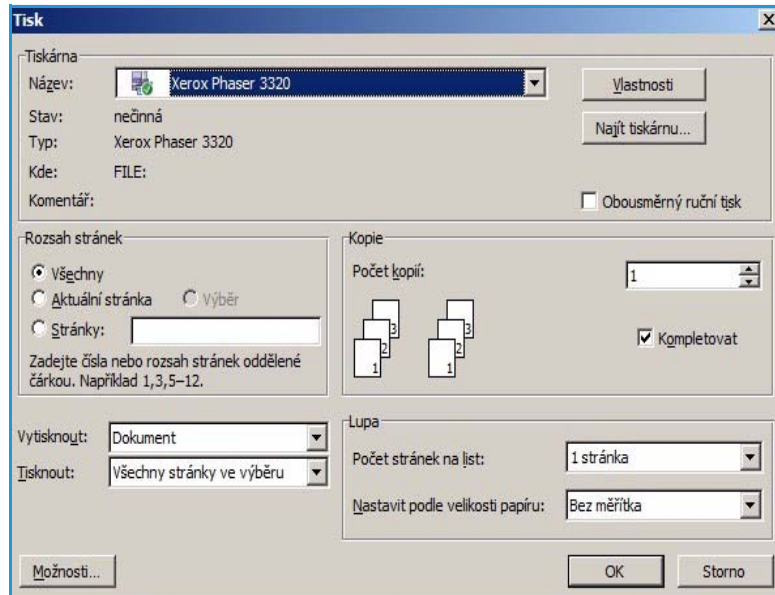 Tisk
Tiskárna
Název: Xerox Phaser 3320 Vlastnosti
Stav: nečinná Najít tiskárnu...
Typ: Xerox Phaser 3320
Kde: FILE:
Komentář: Obousměrný ruční tisk
Rozsah stránek
Všechny
Aktuální stránka Výběr
Stránky:
Zadejte čísla nebo rozsah stránek oddělené
čárkou. Například 1,3,5–12.
Kopie
Počet kopií: 1
3 3
2 2
1 1
Kompletovat
Vytisknout: Dokument
Tisknout: Všechny stránky ve výběru
Lupa
Počet stránek na list: 1 stránka
Nastavit podle velikosti papíru: Bez měřítka
Možnosti... OK Storno